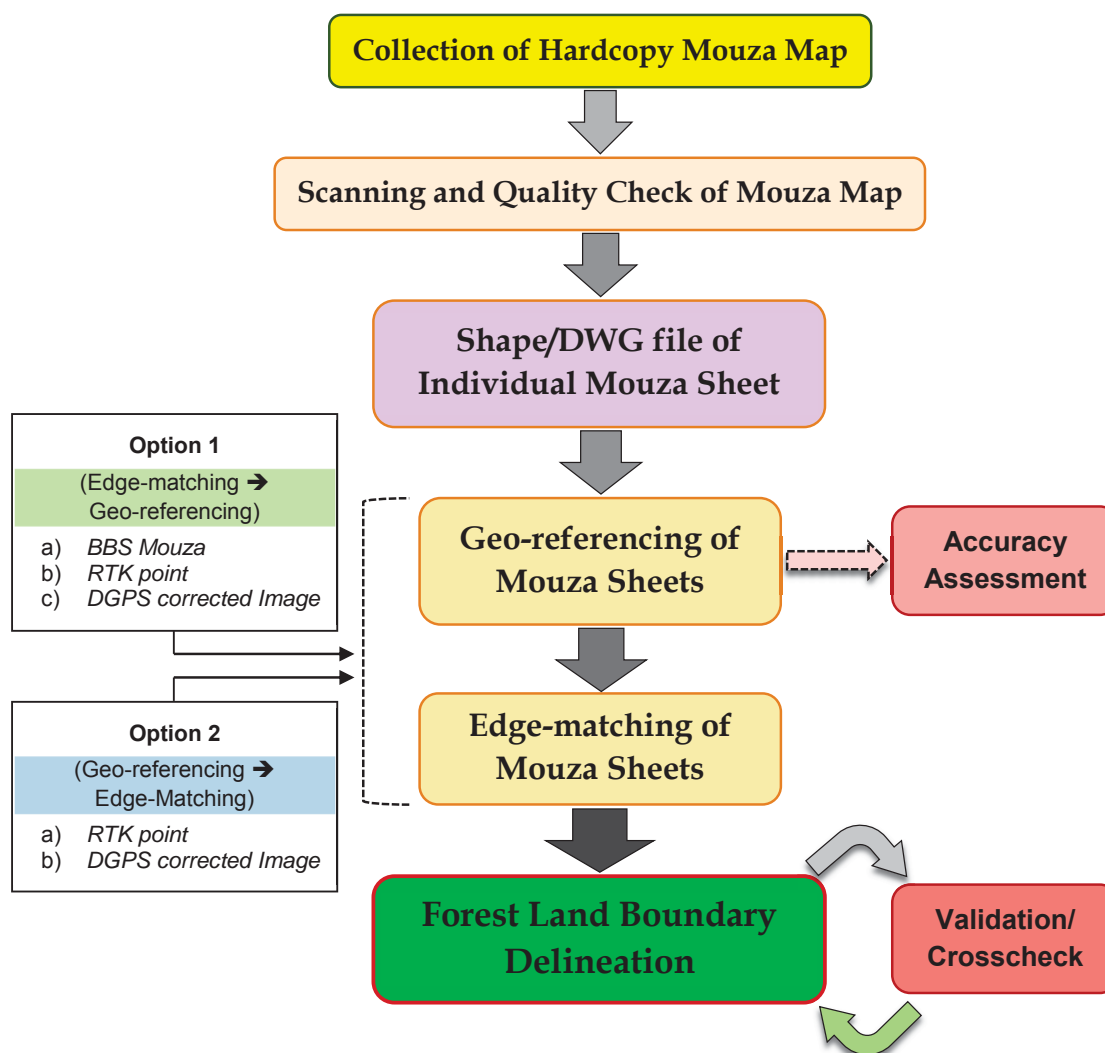 Collection of Hardcopy Mouza Map
Scanning and Quality Check of Mouza Map
Shape/DWG file of
Individual Mouza Sheet
Option 1
(Edge-matching ➔
Geo-referencing)
a) BBS Mouza
b) RTK point
c) DGPS corrected Image
Geo-referencing of
Mouza Sheets
Accuracy
Assessment
Edge-matching of
Mouza Sheets
Option 2
(Geo-referencing ➔
Edge-Matching)
a) RTK point
b) DGPS corrected Image
Forest Land Boundary
Delineation
Validation/
Crosscheck